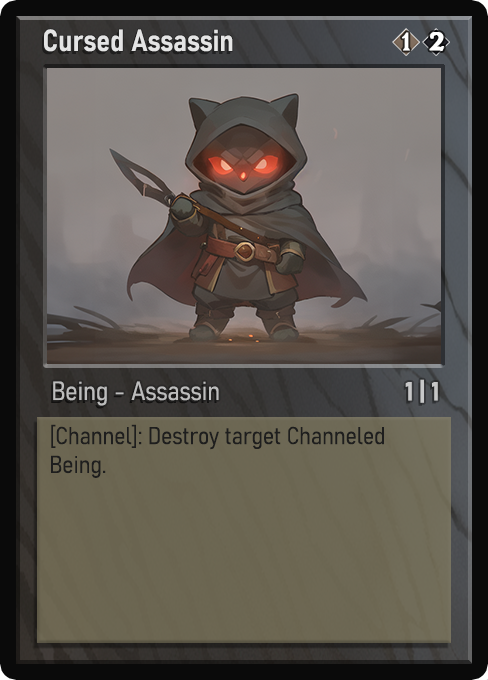 Cursed Assassin 1 2
Being - Assassin 1|1
[Channel]: Destroy target Channeled
Being.